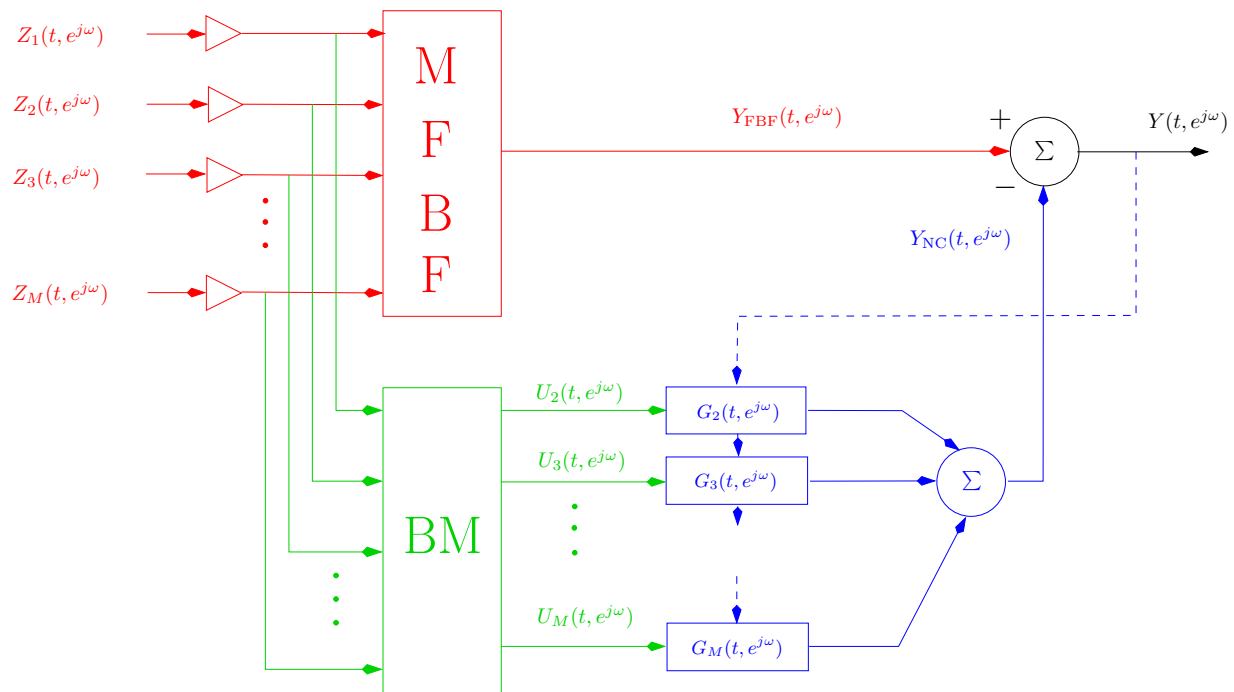 Z_1(t, e^{jω})
Z_2(t, e^{jω})
Z_3(t, e^{jω})
Z_M(t, e^{jω})
M
F
B
F
Y_FBF(t, e^{jω})
+
−
Σ
Y(t, e^{jω})
Y_NC(t, e^{jω})
BM
U_2(t, e^{jω})
U_3(t, e^{jω})
U_M(t, e^{jω})
G_2(t, e^{jω})
G_3(t, e^{jω})
G_M(t, e^{jω})
Σ